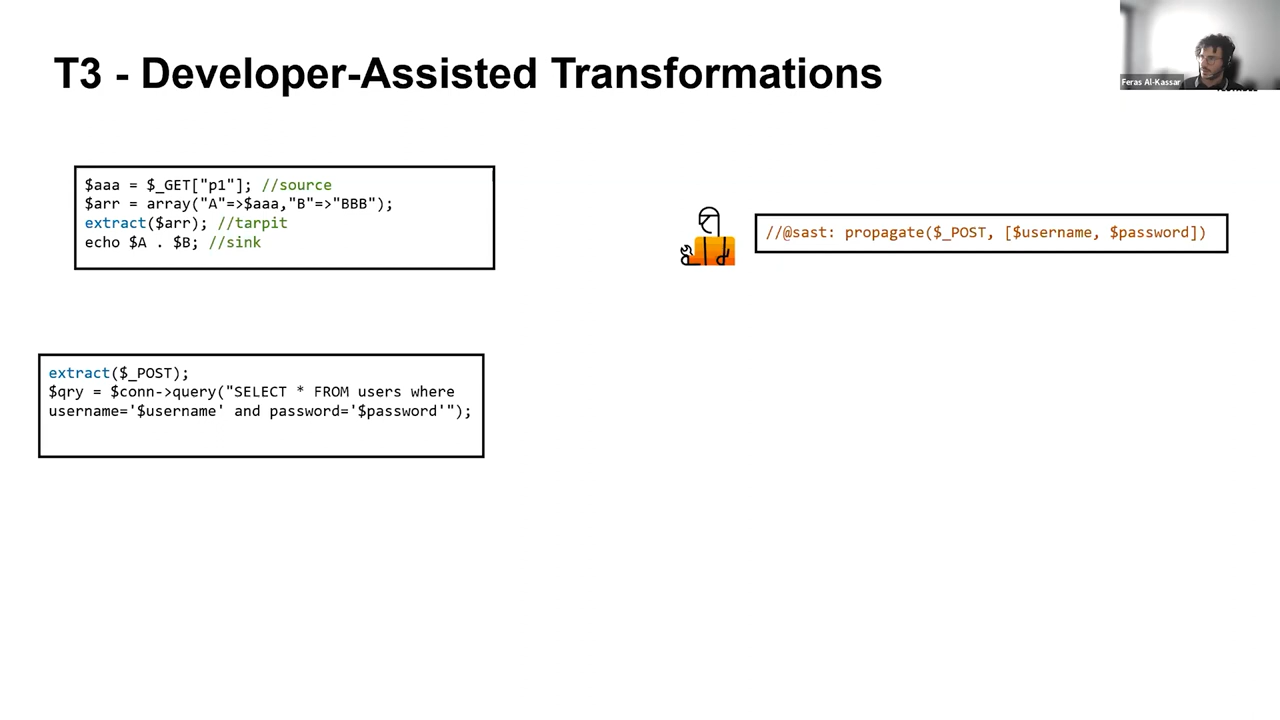 T3 - Developer-Assisted Transformations
Feras Al-Kassar
$aaa = $_GET["p1"]; //source
$arr = array("A"=>$aaa,"B"=>"BBB");
extract($arr); //tarpit
echo $A . $B; //sink
//@sast: propagate($_POST, [$username, $password])
extract($_POST);
$qry = $conn->query("SELECT * FROM users where
username='$username' and password='$password'");